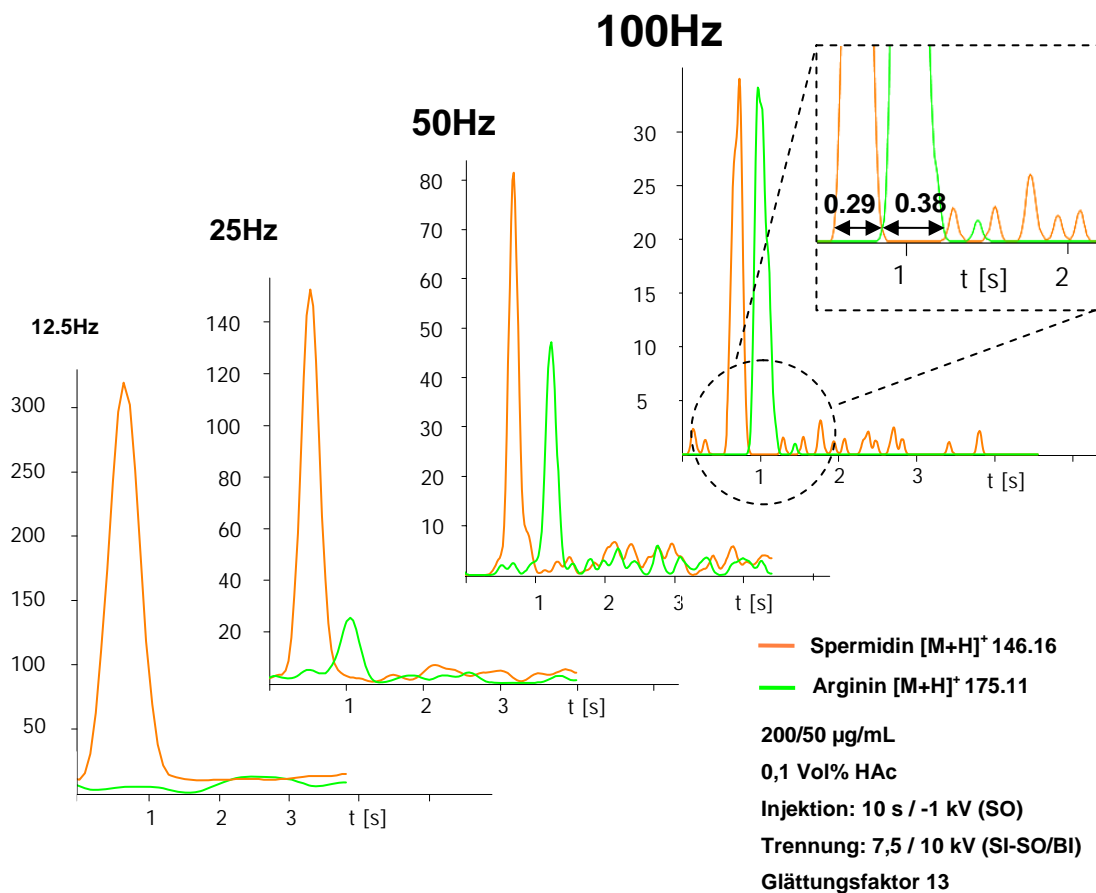 100Hz
30
25
20
15
10
5
1
2
3
t [s]
0.29
0.38
1
t [s]
2
50Hz
80
70
60
50
40
30
20
10
1
2
3
t [s]
25Hz
140
120
100
80
60
40
20
1
2
3
t [s]
12.5Hz
300
250
200
150
100
50
1
2
3
t [s]
Spermidin [M+H]⁺ 146.16
Arginin [M+H]⁺ 175.11
200/50 µg/mL
0,1 Vol% HAc
Injektion: 10 s / -1 kV (SO)
Trennung: 7,5 / 10 kV (SI-SO/BI)
Glättungsfaktor 13